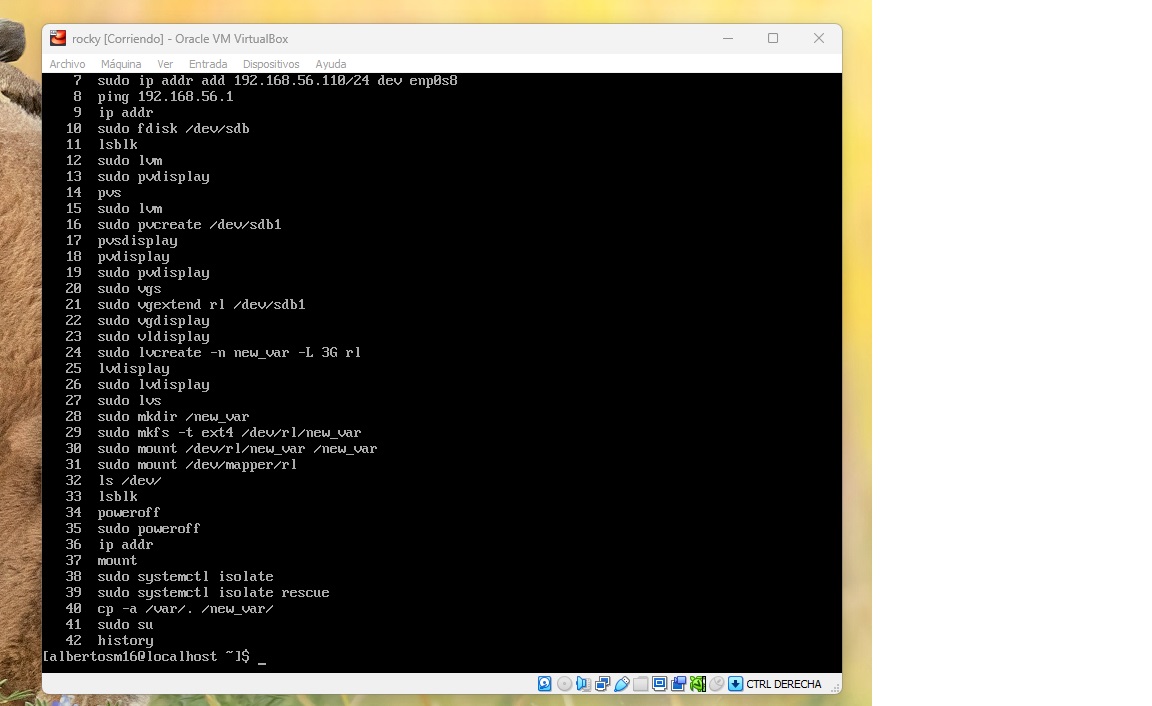 rocky [Corriendo] - Oracle VM VirtualBox
Archivo Máquina Ver Entrada Dispositivos Ayuda
7 sudo ip addr add 192.168.56.110/24 dev enp0s8
8 ping 192.168.56.1
9 ip addr
10 sudo fdisk /dev/sdb
11 lsblk
12 sudo lvm
13 sudo pvdisplay
14 pvs
15 sudo lvm
16 sudo pvcreate /dev/sdb1
17 pvsdisplay
18 pvdisplay
19 sudo pvdisplay
20 sudo vgs
21 sudo vgextend rl /dev/sdb1
22 sudo vgdisplay
23 sudo vldisplay
24 sudo lvcreate -n new_var -L 3G rl
25 lvdisplay
26 sudo lvdisplay
27 sudo lvs
28 sudo mkdir /new_var
29 sudo mkfs -t ext4 /dev/rl/new_var
30 sudo mount /dev/rl/new_var /new_var
31 sudo mount /dev/mapper/rl
32 ls /dev/
33 lsblk
34 poweroff
35 sudo poweroff
36 ip addr
37 mount
38 sudo systemctl isolate
39 sudo systemctl isolate rescue
40 cp -a /var/. /new_var/
41 sudo su
42 history
[albertosm16@localhost ~]$ _
CTRL DERECHA